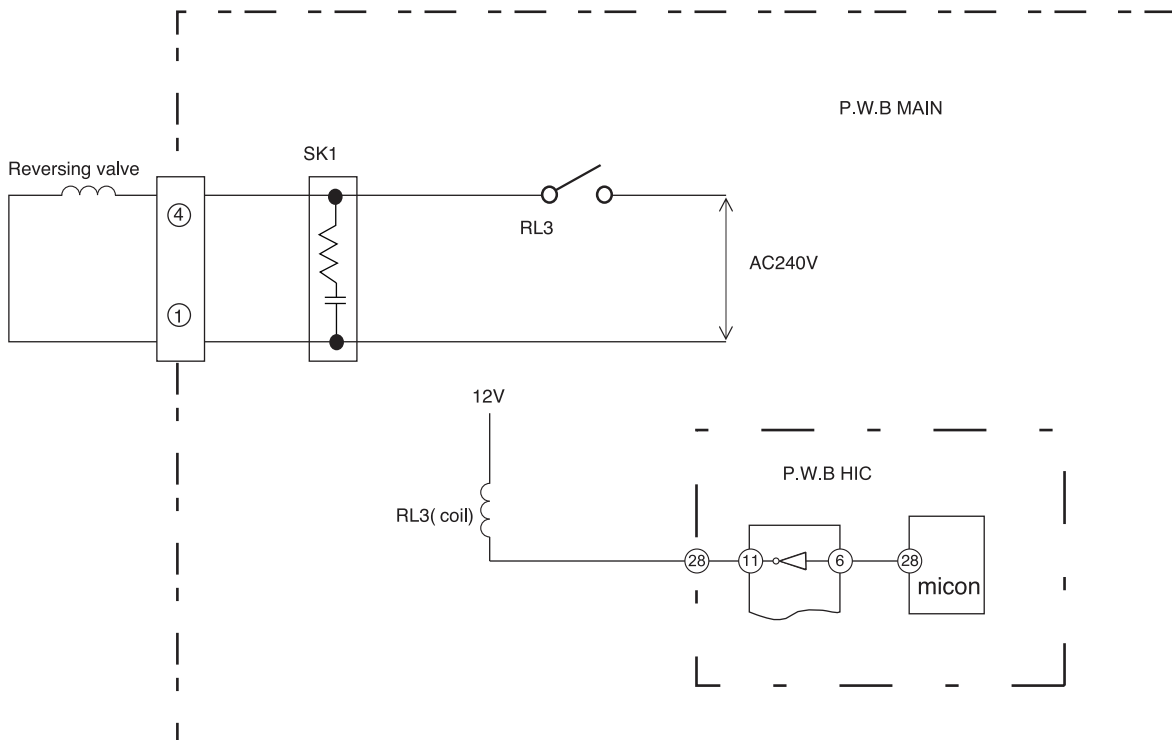 P.W.B MAIN
SK1
Reversing valve
4
RL3
AC240V
1
12V
P.W.B HIC
RL3( coil)
28
11
6
28
micon